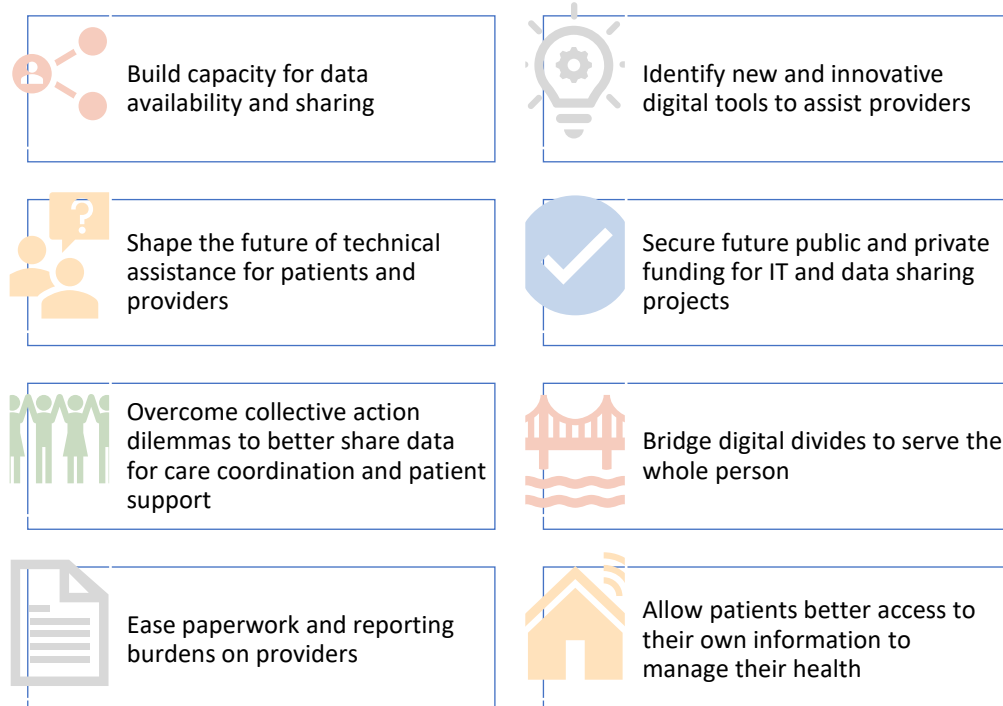 Build capacity for data
availability and sharing
Identify new and innovative
digital tools to assist providers
?
Shape the future of technical
assistance for patients and
providers
Secure future public and private
funding for IT and data sharing
projects
Overcome collective action
dilemmas to better share data
for care coordination and patient
support
Bridge digital divides to serve the
whole person
Ease paperwork and reporting
burdens on providers
Allow patients better access to
their own information to
manage their health